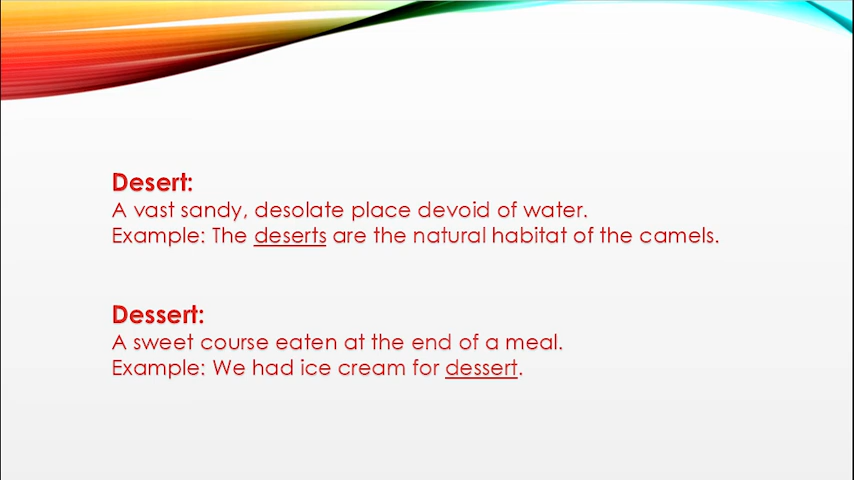 Desert:
A vast sandy, desolate place devoid of water.
Example: The deserts are the natural habitat of the camels.
Dessert:
A sweet course eaten at the end of a meal.
Example: We had ice cream for dessert.